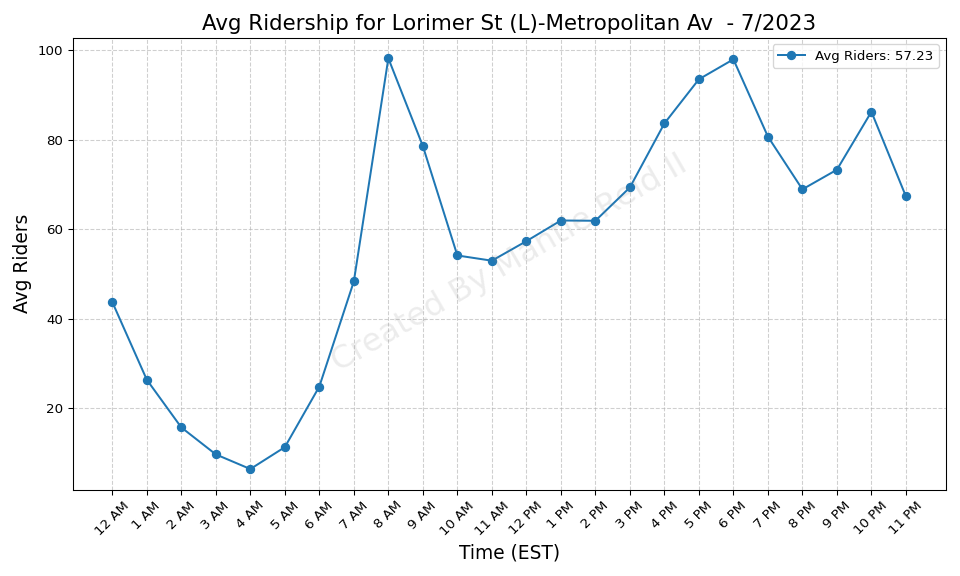 Avg Ridership for Lorimer St (L)-Metropolitan Av  - 7/2023
Avg Riders: 57.23
Avg Riders
100
80
60
40
20
Created By Mantie Reid II
12 AM
1 AM
2 AM
3 AM
4 AM
5 AM
6 AM
7 AM
8 AM
9 AM
10 AM
11 AM
12 PM
1 PM
2 PM
3 PM
4 PM
5 PM
6 PM
7 PM
8 PM
9 PM
10 PM
11 PM
Time (EST)